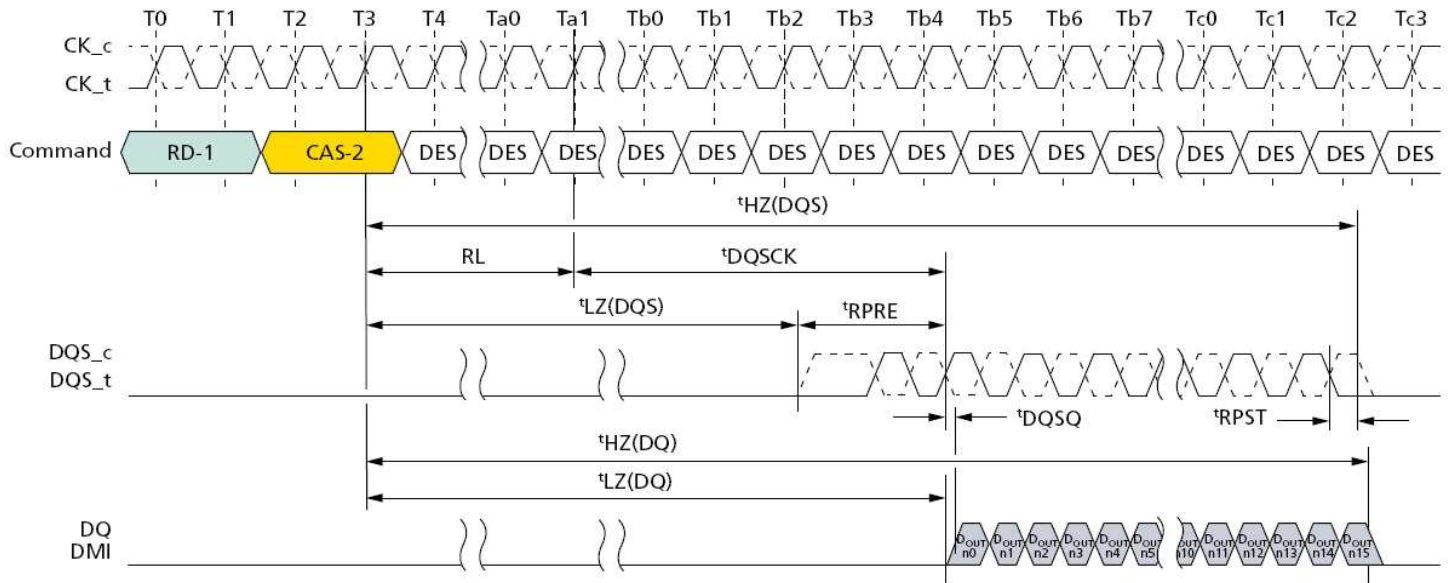 T0 T1 T2 T3 T4 Ta0 Ta1 Tb0 Tb1 Tb2 Tb3 Tb4 Tb5 Tb6 Tb7 Tc0 Tc1 Tc2 Tc3
CK_c
CK_t
Command RD-1 CAS-2 DES DES DES DES DES DES DES DES DES DES DES DES DES DES DES
tHZ(DQS)
RL tDQSCK
tLZ(DQS) tRPRE
DQS_c
DQS_t
tDQSQ tRPST
tHZ(DQ)
tLZ(DQ)
DQ
DMI
DOUT DOUT DOUT DOUT DOUT DOUT OUT DOUT DOUT DOUT DOUT DOUT
n0 n1 n2 n3 n4 n5 n10 n11 n12 n13 n14 n15